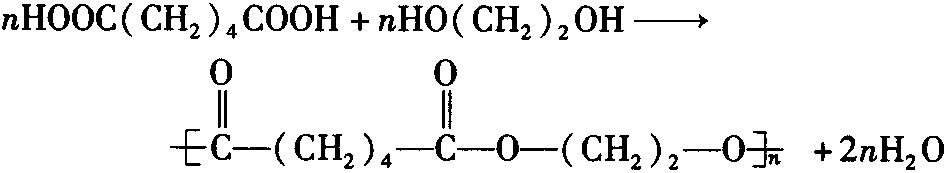 nHOOC(CH₂)₄COOH + nHO(CH₂)₂OH ⟶
O O
⁅C—(CH₂)₄—C—O—(CH₂)₂—O⁆ₙ + 2nH₂O